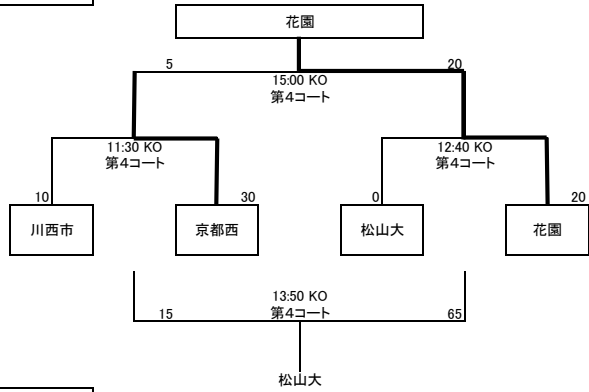 花園
5
20
15:00 KO
第4コート
11:30 KO
第4コート
12:40 KO
第4コート
10
30
0
20
川西市
京都西
松山大
花園
13:50 KO
第4コート
15
65
松山大